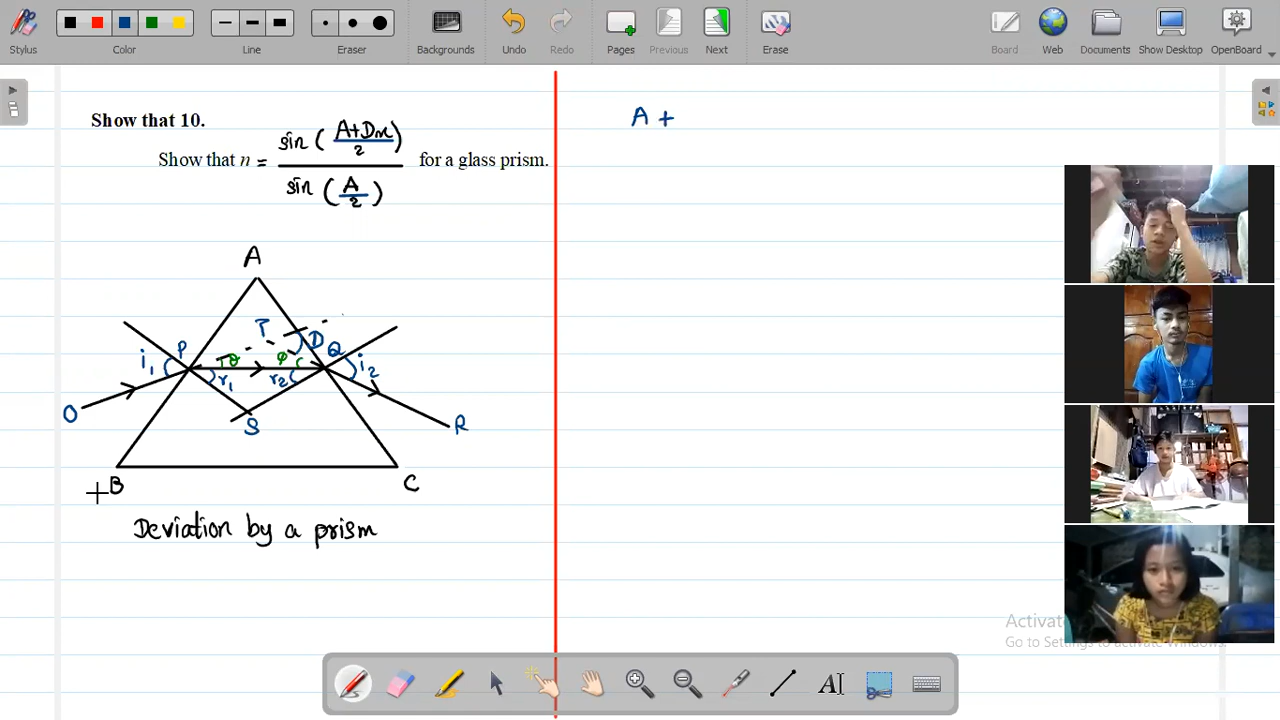 Stylus
Color
Line
Eraser
Backgrounds
Undo
Redo
Pages
Previous
Next
Erase
Board
Web
Documents
Show Desktop
OpenBoard
Show that 10.
Show that n = sin (A+Dm/2) / sin (A/2) for a glass prism.
A
T
D
P
θ
φ
Q
i1
r1
r2
i2
O
S
R
B
C
Deviation by a prism
A +
Activat
Go to Settings to activate Windows.
A